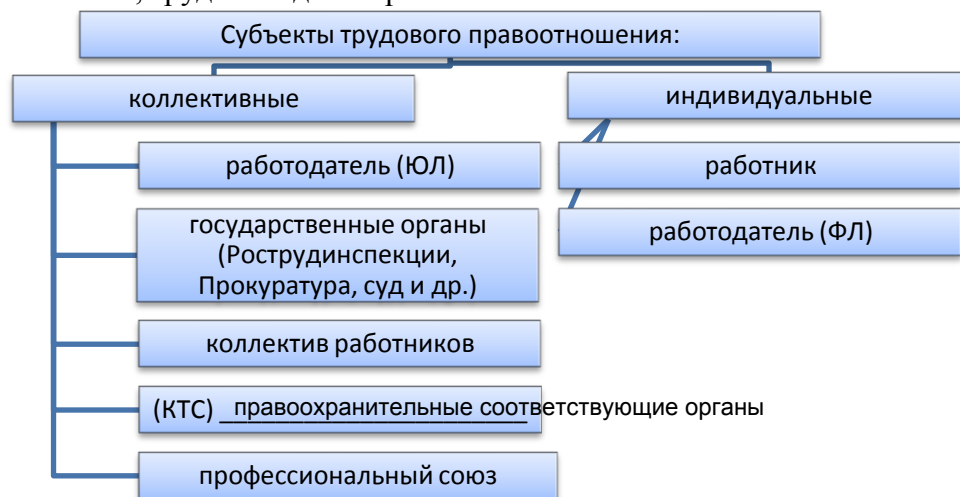 Субъекты трудового правоотношения:
коллективные
индивидуальные
работодатель (ЮЛ)
работник
государственные органы
(Рострудинспекции,
Прокуратура, суд и др.)
работодатель (ФЛ)
коллектив работников
(КТС) правоохранительные соответствующие органы
профессиональный союз